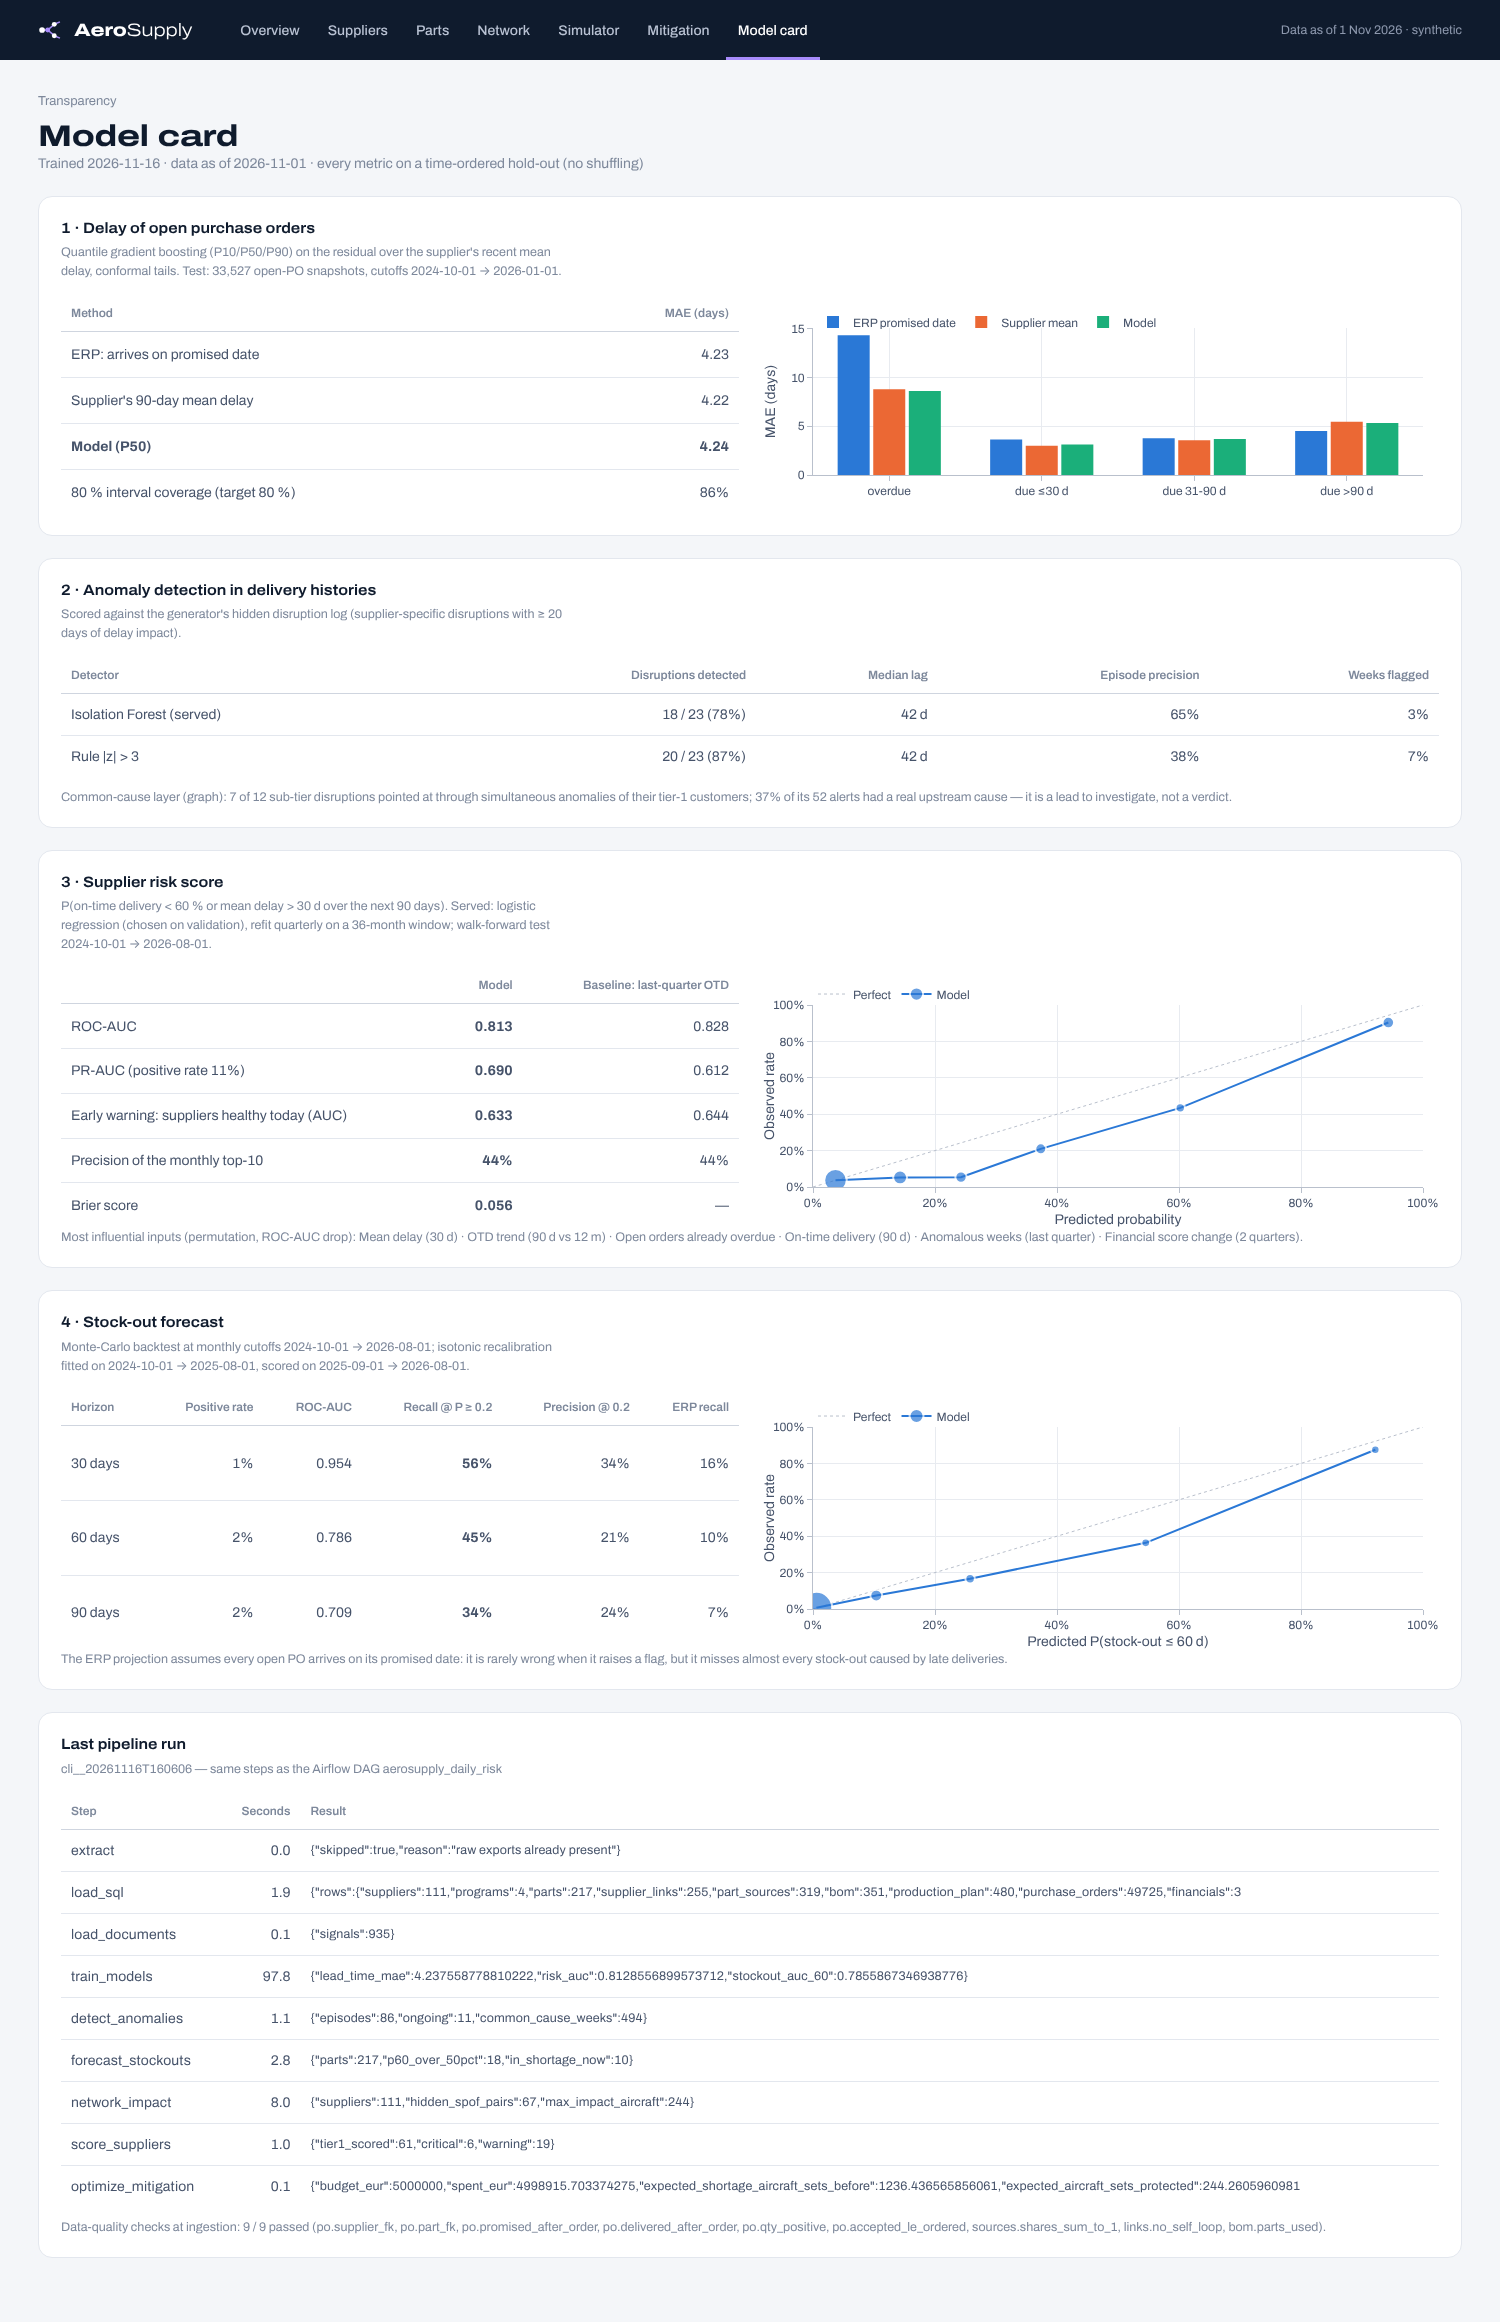 AeroSupply
Overview Suppliers Parts Network Simulator Mitigation Model card
Data as of 1 Nov 2026 · synthetic
Transparency
Model card
Trained 2026-11-16 · data as of 2026-11-01 · every metric on a time-ordered hold-out (no shuffling)
1 · Delay of open purchase orders
Quantile gradient boosting (P10/P50/P90) on the residual over the supplier's recent mean
delay, conformal tails. Test: 33,527 open-PO snapshots, cutoffs 2024-10-01 → 2026-01-01.
Method MAE (days)
ERP: arrives on promised date 4.23
Supplier's 90-day mean delay 4.22
Model (P50) 4.24
80 % interval coverage (target 80 %) 86%
ERP promised date Supplier mean Model
15
10
5
0
MAE (days)
overdue due ≤30 d due 31-90 d due >90 d
2 · Anomaly detection in delivery histories
Scored against the generator's hidden disruption log (supplier-specific disruptions with ≥ 20
days of delay impact).
Detector Disruptions detected Median lag Episode precision Weeks flagged
Isolation Forest (served) 18 / 23 (78%) 42 d 65% 3%
Rule |z| > 3 20 / 23 (87%) 42 d 38% 7%
Common-cause layer (graph): 7 of 12 sub-tier disruptions pointed at through simultaneous anomalies of their tier-1 customers; 37% of its 52 alerts had a real upstream cause — it is a lead to investigate, not a verdict.
3 · Supplier risk score
P(on-time delivery < 60 % or mean delay > 30 d over the next 90 days). Served: logistic
regression (chosen on validation), refit quarterly on a 36-month window; walk-forward test
2024-10-01 → 2026-08-01.
Model Baseline: last-quarter OTD
ROC-AUC 0.813 0.828
PR-AUC (positive rate 11%) 0.690 0.612
Early warning: suppliers healthy today (AUC) 0.633 0.644
Precision of the monthly top-10 44% 44%
Brier score 0.056 —
Perfect Model
100%
80%
60%
40%
20%
0%
Observed rate
0% 20% 40% 60% 80% 100%
Predicted probability
Most influential inputs (permutation, ROC-AUC drop): Mean delay (30 d) · OTD trend (90 d vs 12 m) · Open orders already overdue · On-time delivery (90 d) · Anomalous weeks (last quarter) · Financial score change (2 quarters).
4 · Stock-out forecast
Monte-Carlo backtest at monthly cutoffs 2024-10-01 → 2026-08-01; isotonic recalibration
fitted on 2024-10-01 → 2025-08-01, scored on 2025-09-01 → 2026-08-01.
Horizon Positive rate ROC-AUC Recall @ P ≥ 0.2 Precision @ 0.2 ERP recall
30 days 1% 0.954 56% 34% 16%
60 days 2% 0.786 45% 21% 10%
90 days 2% 0.709 34% 24% 7%
Perfect Model
100%
80%
60%
40%
20%
0%
Observed rate
0% 20% 40% 60% 80% 100%
Predicted P(stock-out ≤ 60 d)
The ERP projection assumes every open PO arrives on its promised date: it is rarely wrong when it raises a flag, but it misses almost every stock-out caused by late deliveries.
Last pipeline run
cli__20261116T160606 — same steps as the Airflow DAG aerosupply_daily_risk
Step Seconds Result
extract 0.0 {"skipped":true,"reason":"raw exports already present"}
load_sql 1.9 {"rows":{"suppliers":111,"programs":4,"parts":217,"supplier_links":255,"part_sources":319,"bom":351,"production_plan":480,"purchase_orders":49725,"financials":3
load_documents 0.1 {"signals":935}
train_models 97.8 {"lead_time_mae":4.237558778810222,"risk_auc":0.8128556899573712,"stockout_auc_60":0.7855867346938776}
detect_anomalies 1.1 {"episodes":86,"ongoing":11,"common_cause_weeks":494}
forecast_stockouts 2.8 {"parts":217,"p60_over_50pct":18,"in_shortage_now":10}
network_impact 8.0 {"suppliers":111,"hidden_spof_pairs":67,"max_impact_aircraft":244}
score_suppliers 1.0 {"tier1_scored":61,"critical":6,"warning":19}
optimize_mitigation 0.1 {"budget_eur":5000000,"spent_eur":4998915.703374275,"expected_shortage_aircraft_sets_before":1236.436565856061,"expected_aircraft_sets_protected":244.2605960981
Data-quality checks at ingestion: 9 / 9 passed (po.supplier_fk, po.part_fk, po.promised_after_order, po.delivered_after_order, po.qty_positive, po.accepted_le_ordered, sources.shares_sum_to_1, links.no_self_loop, bom.parts_used).